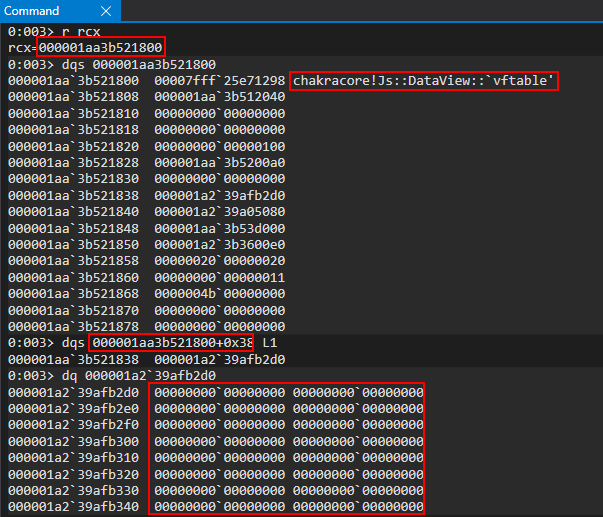 Command
0:003> r rcx
rcx=000001aa3b521800
0:003> dqs 000001aa3b521800
000001aa`3b521800  00007fff`25e71298 chakracore!Js::DataView::`vftable'
000001aa`3b521808  000001aa`3b512040
000001aa`3b521810  00000000`00000000
000001aa`3b521818  00000000`00000000
000001aa`3b521820  00000000`00000100
000001aa`3b521828  000001aa`3b5200a0
000001aa`3b521830  00000000`00000000
000001aa`3b521838  000001a2`39afb2d0
000001aa`3b521840  000001a2`39a05080
000001aa`3b521848  000001aa`3b53d000
000001aa`3b521850  000001a2`3b3600e0
000001aa`3b521858  00000020`00000020
000001aa`3b521860  00000000`00000011
000001aa`3b521868  0000004b`00000000
000001aa`3b521870  00000000`00000000
000001aa`3b521878  00000000`00000000
0:003> dqs 000001aa3b521800+0x38 L1
000001aa`3b521838  000001a2`39afb2d0
0:003> dq 000001a2`39afb2d0
000001a2`39afb2d0  00000000`00000000 00000000`00000000
000001a2`39afb2e0  00000000`00000000 00000000`00000000
000001a2`39afb2f0  00000000`00000000 00000000`00000000
000001a2`39afb300  00000000`00000000 00000000`00000000
000001a2`39afb310  00000000`00000000 00000000`00000000
000001a2`39afb320  00000000`00000000 00000000`00000000
000001a2`39afb330  00000000`00000000 00000000`00000000
000001a2`39afb340  00000000`00000000 00000000`00000000